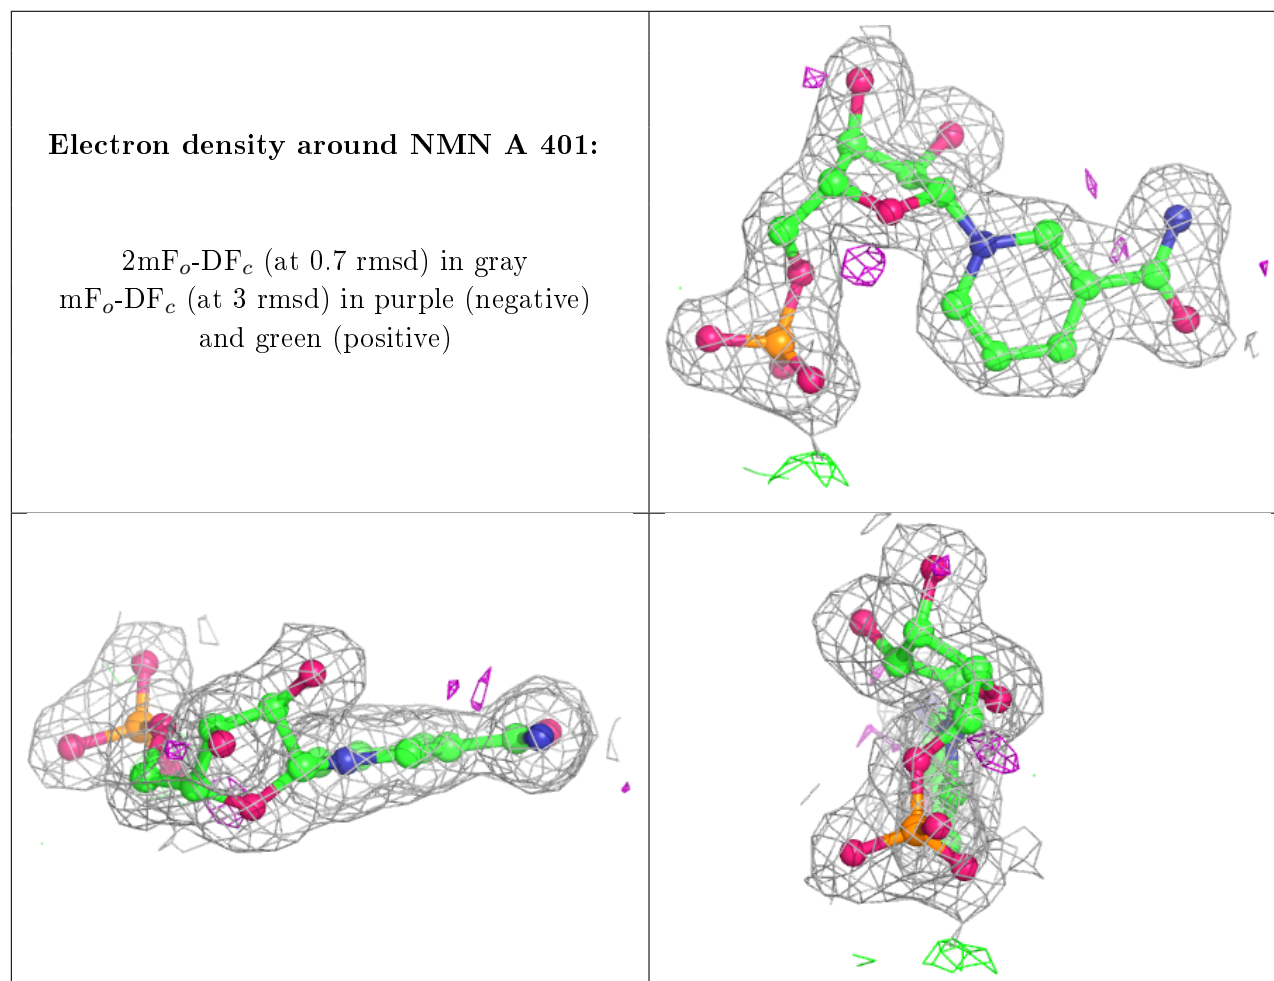 Electron density around NMN A 401:
2mFₒ-DF𝒸 (at 0.7 rmsd) in gray
mFₒ-DF𝒸 (at 3 rmsd) in purple (negative)
and green (positive)